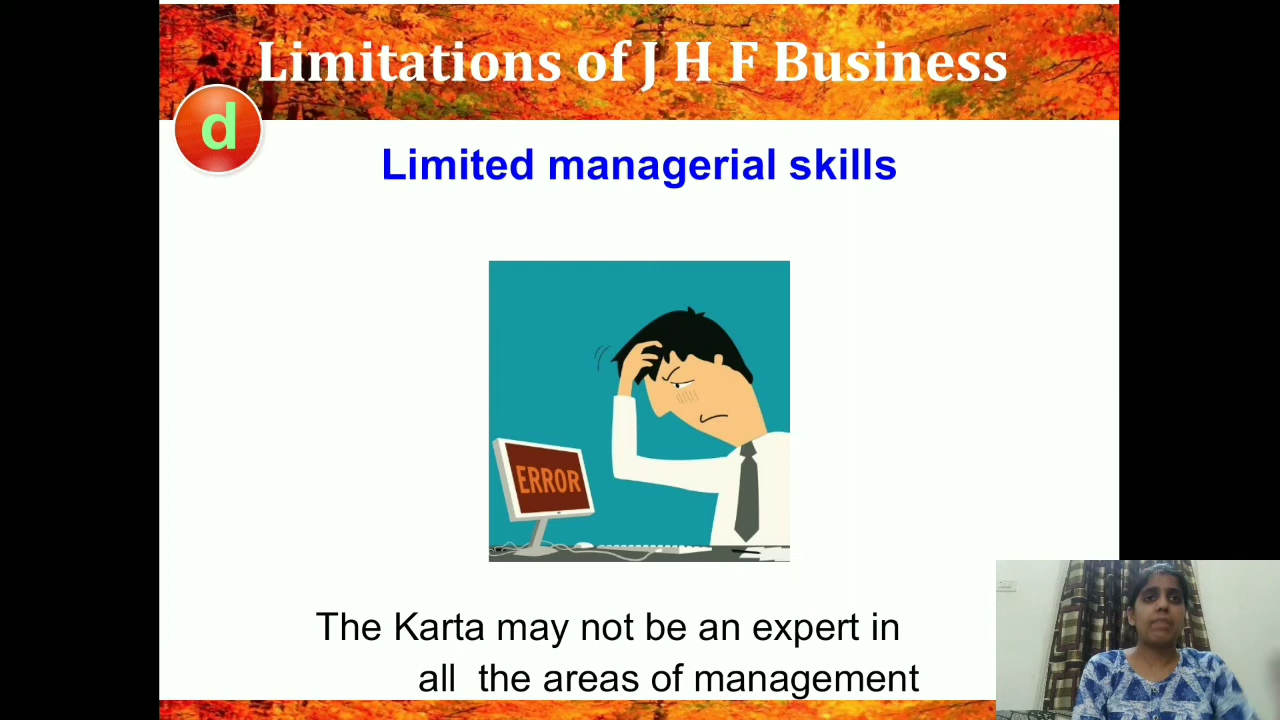 Limitations of J H F Business
d
Limited managerial skills
ERROR
The Karta may not be an expert in
all the areas of management